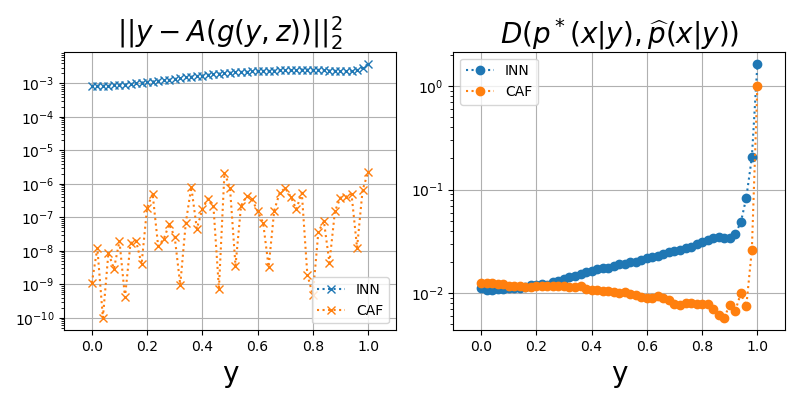 ||y − A(g(y, z))||₂²
10⁻³
10⁻⁴
10⁻⁵
10⁻⁶
10⁻⁷
10⁻⁸
10⁻⁹
10⁻¹⁰
INN
CAF
0.0 0.2 0.4 0.6 0.8 1.0
y
D(p*(x|y), p̂(x|y))
INN
CAF
10⁰
10⁻¹
10⁻²
0.0 0.2 0.4 0.6 0.8 1.0
y